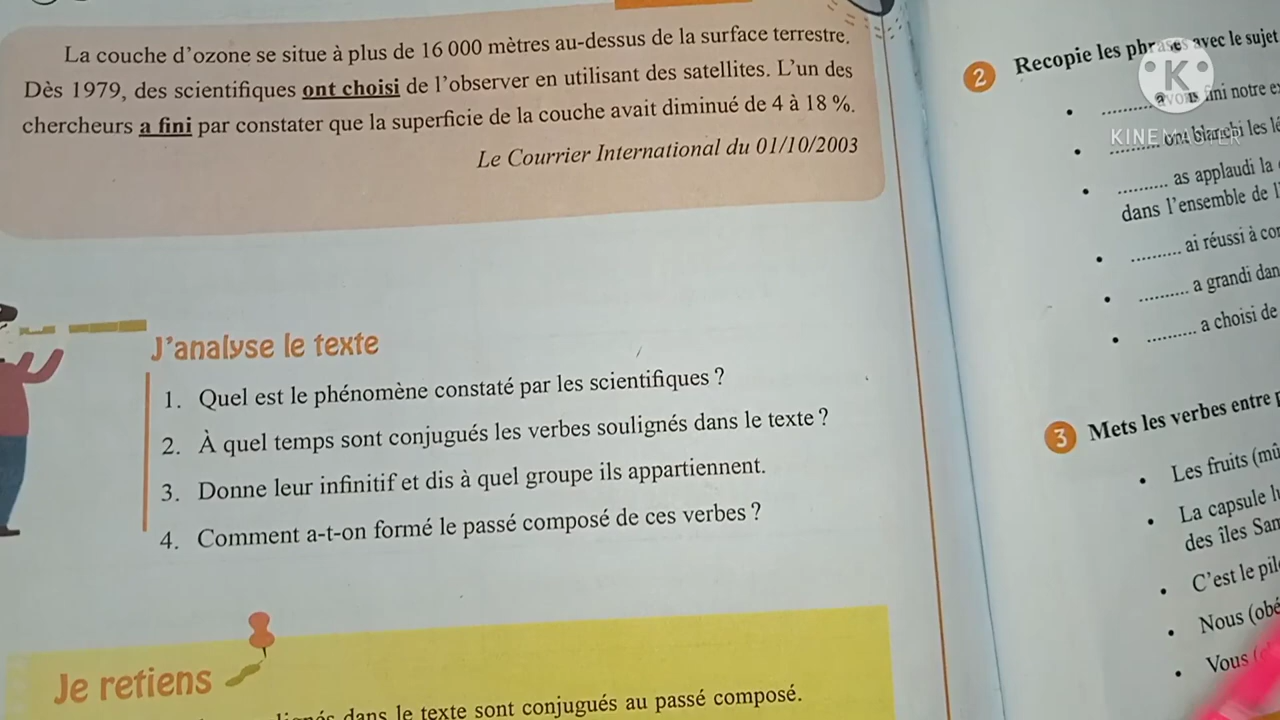 La couche d'ozone se situe à plus de 16 000 mètres au-dessus de la surface terrestre.
Dès 1979, des scientifiques ont choisi de l'observer en utilisant des satellites. L'un des
chercheurs a fini par constater que la superficie de la couche avait diminué de 4 à 18 %.
Le Courrier International du 01/10/2003
J'analyse le texte
1. Quel est le phénomène constaté par les scientifiques ?
2. À quel temps sont conjugués les verbes soulignés dans le texte ?
3. Donne leur infinitif et dis à quel groupe ils appartiennent.
4. Comment a-t-on formé le passé composé de ces verbes ?
Je retiens
dans le texte sont conjugués au passé composé.
2 Recopie les phrases avec le sujet
• .......... avons fini notre
• .......... ont blanchi les
• .......... as applaudi la
dans l'ensemble de
• .......... ai réussi à
• .......... a grandi
• .......... a choisi de
3 Mets les verbes entre
• Les fruits
• La capsule
des îles
• C'est le
• Nous
• Vous
K
KINEMASTER